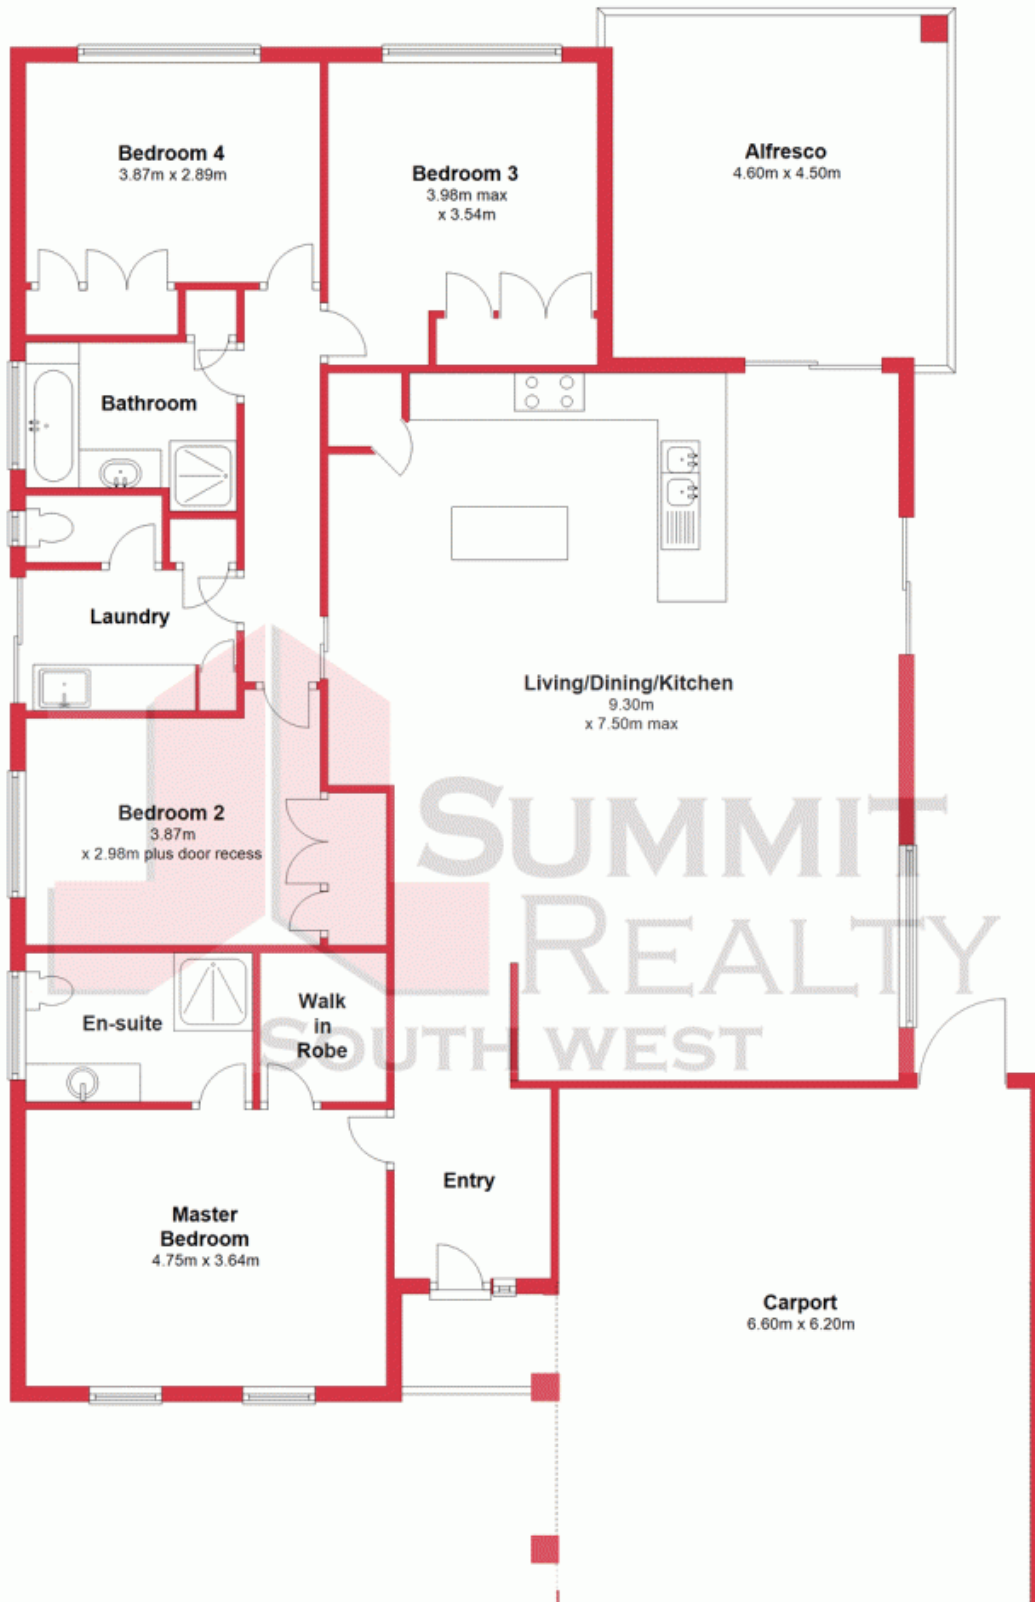 Bedroom 4
3.87m x 2.89m
Bedroom 3
3.98m max
x 3.54m
Alfresco
4.60m x 4.50m
Bathroom
Laundry
Living/Dining/Kitchen
9.30m
x 7.50m max
Bedroom 2
3.87m
x 2.98m plus door recess
SUMMIT
REALTY
SOUTH WEST
En-suite
Walk
in
Robe
Entry
Master
Bedroom
4.75m x 3.64m
Carport
6.60m x 6.20m